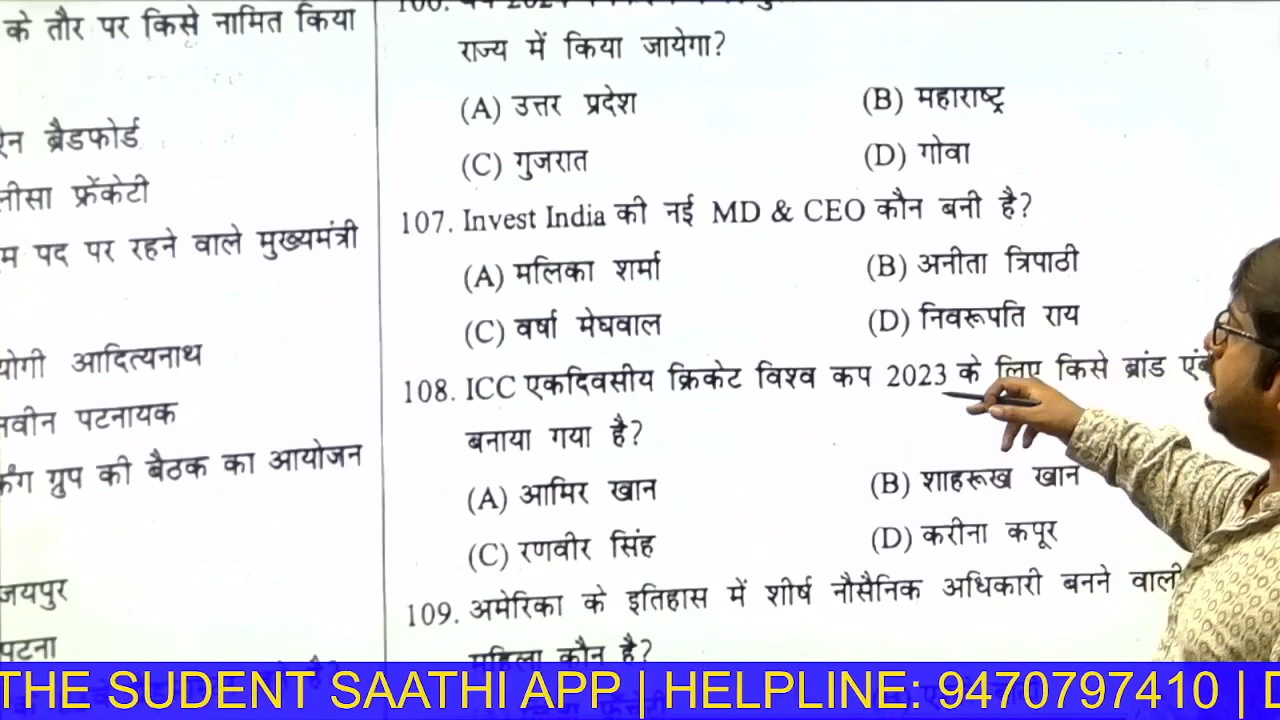 के तौर पर किसे नामित किया
ब्रैडफोर्ड
फ्रेंकेटी
पद पर रहने वाले मुख्यमंत्री
योगी आदित्यनाथ
नवीन पटनायक
ग्रुप की बैठक का आयोजन
जयपुर
पटना
राज्य में किया जायेगा?
(A) उत्तर प्रदेश (B) महाराष्ट्र
(C) गुजरात (D) गोवा
107. Invest India की नई MD & CEO कौन बनी है?
(A) मलिका शर्मा (B) अनीता त्रिपाठी
(C) वर्षा मेघवाल (D) निवरूपति राय
108. ICC एकदिवसीय क्रिकेट विश्व कप 2023 के लिए किसे ब्रांड
बनाया गया है?
(A) आमिर खान (B) शाहरूख खान
(C) रणवीर सिंह (D) करीना कपूर
109. अमेरिका के इतिहास में शीर्ष नौसैनिक अधिकारी बनने वाली
महिला कौन है?
THE SUDENT SAATHI APP | HELPLINE: 9470797410 |